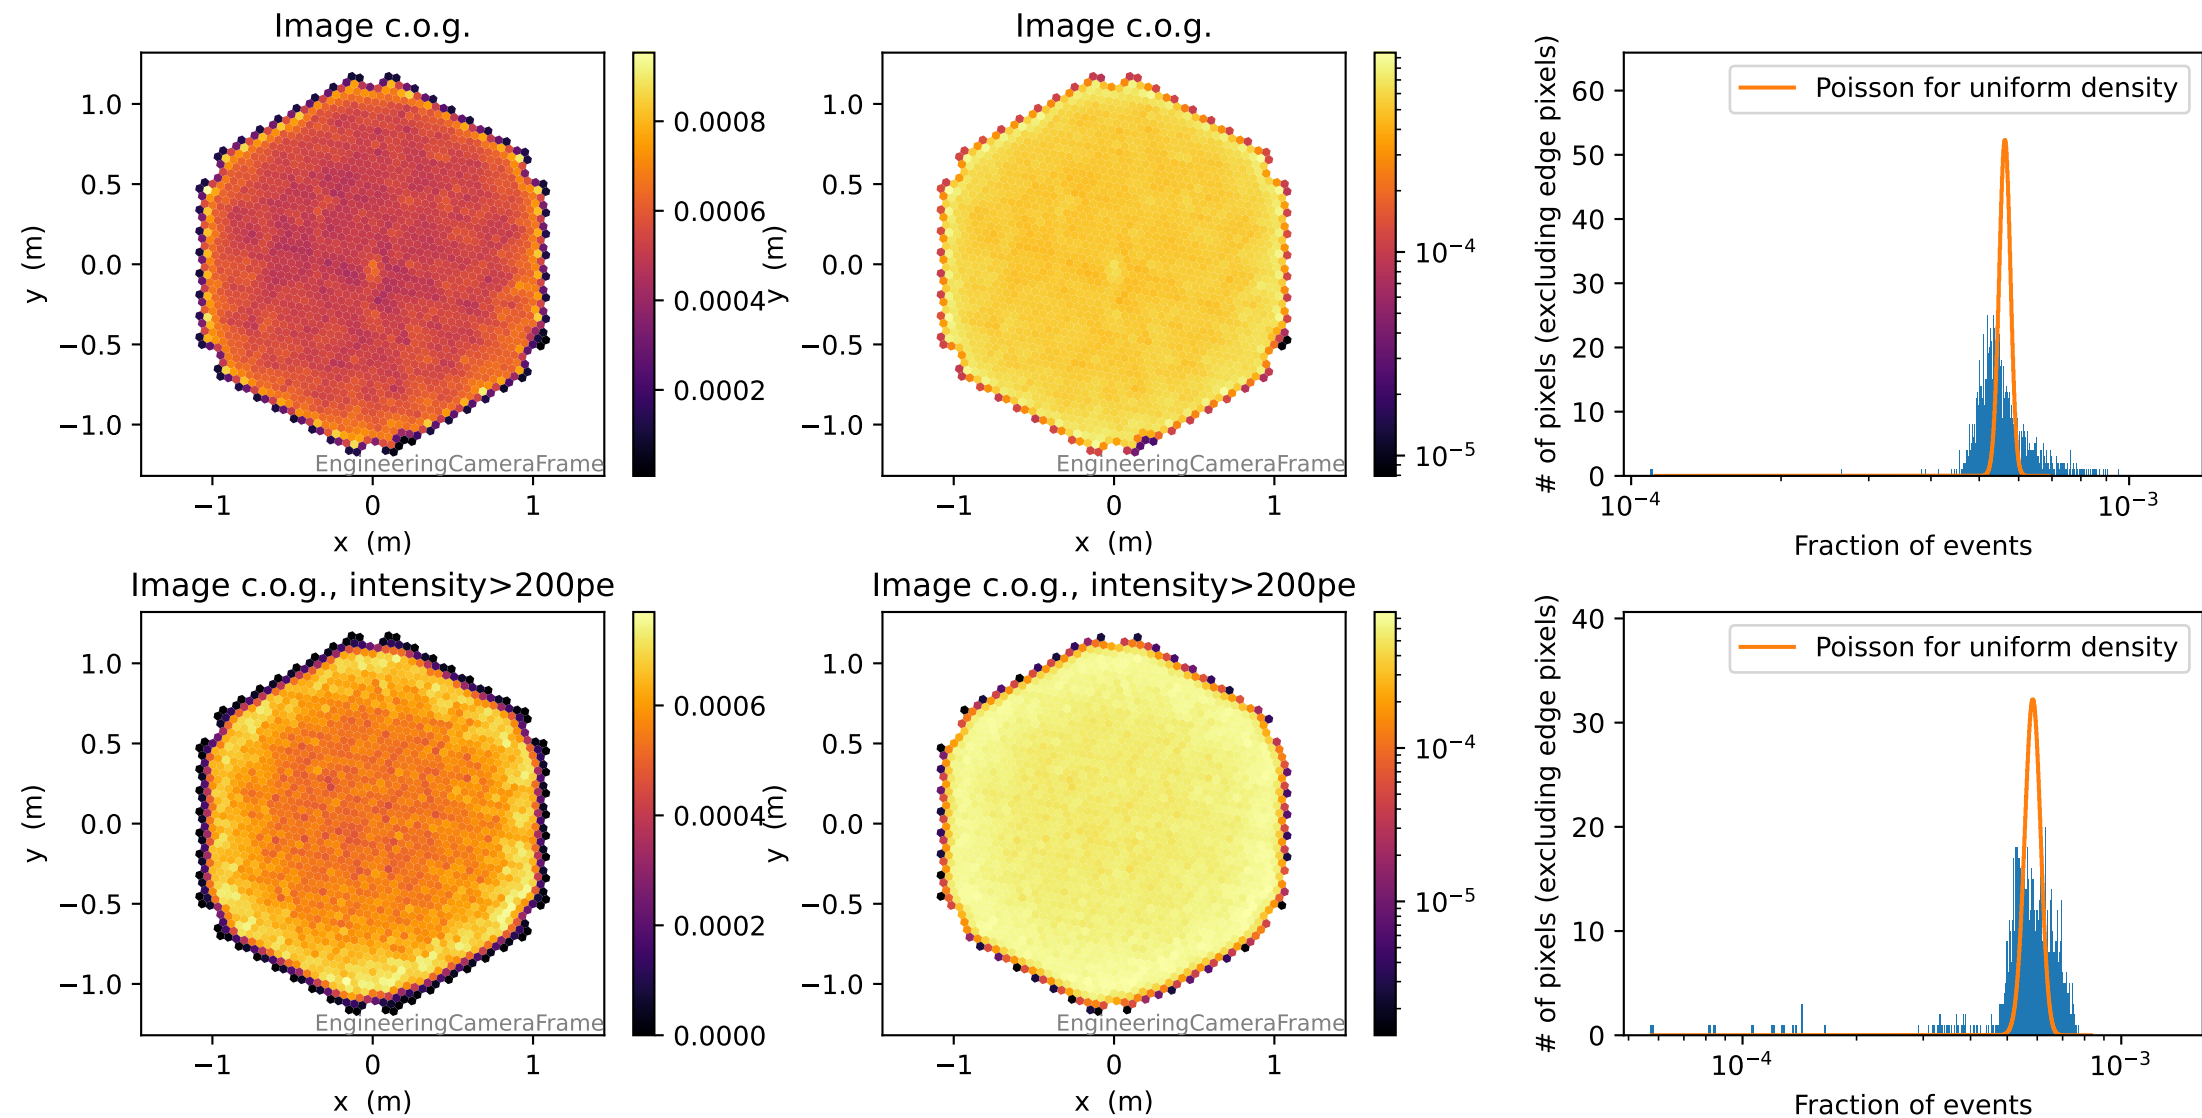 Image c.o.g.
1.0
0.5
0.0
−0.5
−1.0
y (m)
−1
0
1
x (m)
EngineeringCameraFrame
0.0008
0.0006
0.0004
0.0002
Image c.o.g.
1.0
0.5
0.0
−0.5
−1.0
y (m)
−1
0
1
x (m)
EngineeringCameraFrame
10⁻⁴
10⁻⁵
# of pixels (excluding edge pixels)
60
50
40
30
20
10
0
Poisson for uniform density
10⁻⁴
10⁻³
Fraction of events
Image c.o.g., intensity>200pe
1.0
0.5
0.0
−0.5
−1.0
y (m)
−1
0
1
x (m)
EngineeringCameraFrame
0.0006
0.0004
0.0002
0.0000
Image c.o.g., intensity>200pe
1.0
0.5
0.0
−0.5
−1.0
y (m)
−1
0
1
x (m)
EngineeringCameraFrame
10⁻⁴
10⁻⁵
# of pixels (excluding edge pixels)
40
30
20
10
0
Poisson for uniform density
10⁻⁴
10⁻³
Fraction of events